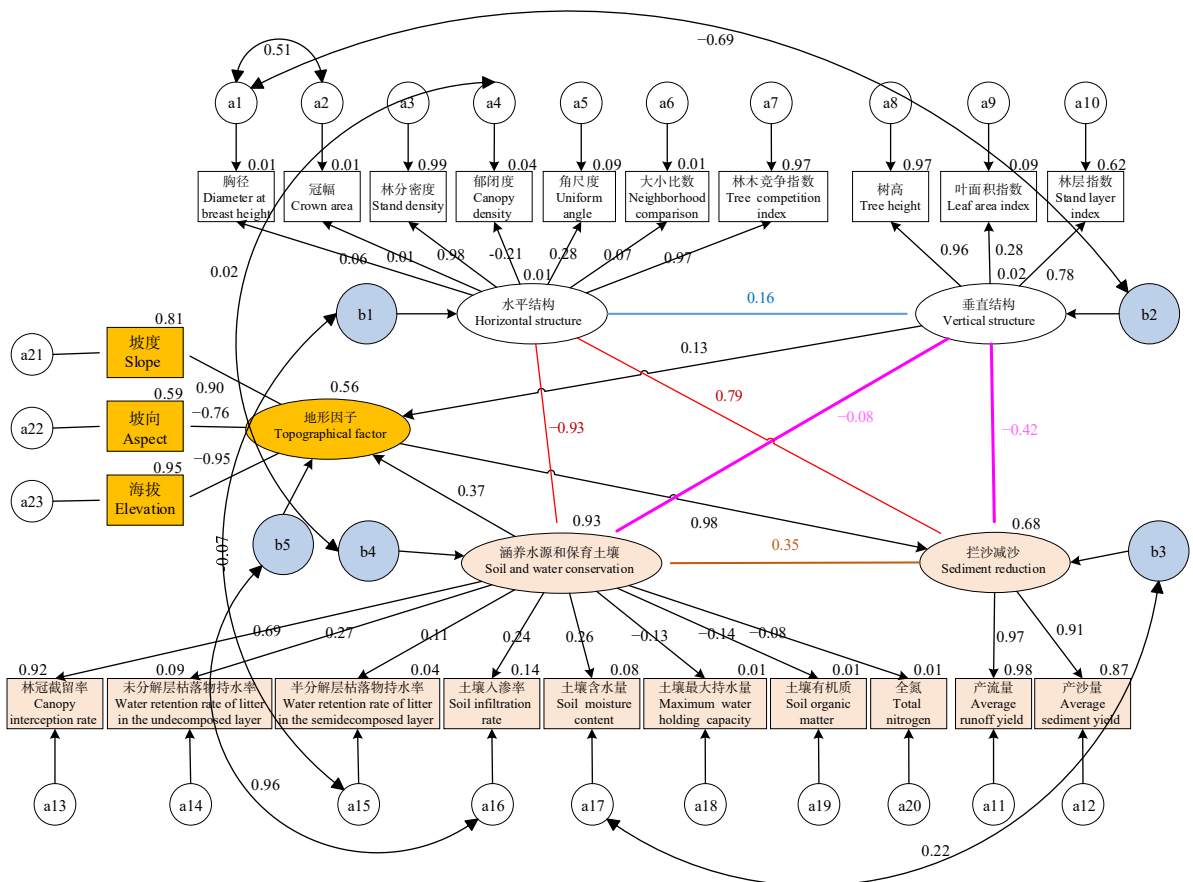 −0.69
0.51
a1
a2
a3
a4
a5
a6
a7
a8
a9
a10
0.01
0.01
0.99
0.04
0.09
0.01
0.97
0.97
0.09
0.62
胸径
Diameter at
breast height
冠幅
Crown area
林分密度
Stand density
郁闭度
Canopy
density
角尺度
Uniform
angle
大小比数
Neighborhood
comparison
林木竞争指数
Tree competition
index
树高
Tree height
叶面积指数
Leaf area index
林层指数
Stand layer
index
0.06
0.01
0.98
-0.21
0.28
0.07
0.97
0.96
0.28
0.78
0.02
0.01
0.02
b1
水平结构
Horizontal structure
0.16
垂直结构
Vertical structure
b2
0.81
a21
坡度
Slope
0.90
0.13
0.59
a22
坡向
Aspect
−0.76
0.56
地形因子
Topographical factor
0.79
−0.08
−0.93
−0.42
0.95
a23
海拔
Elevation
−0.95
0.37
0.98
b5
b4
0.93
涵养水源和保育土壤
Soil and water conservation
0.35
0.68
拦沙减沙
Sediment reduction
b3
-0.07
0.69
0.27
0.11
0.24
0.26
−0.13
−0.14
−0.08
0.97
0.91
0.92
0.09
0.04
0.14
0.08
0.01
0.01
0.01
0.98
0.87
林冠截留率
Canopy
interception rate
未分解层枯落物持水率
Water retention rate of litter
in the undecomposed layer
半分解层枯落物持水率
Water retention rate of litter
in the semidecomposed layer
土壤入渗率
Soil infiltration
rate
土壤含水量
Soil moisture
content
土壤最大持水量
Maximum water
holding capacity
土壤有机质
Soil organic
matter
全氮
Total
nitrogen
产流量
Average
runoff yield
产沙量
Average
sediment yield
0.96
a13
a14
a15
a16
a17
a18
a19
a20
a11
a12
0.22